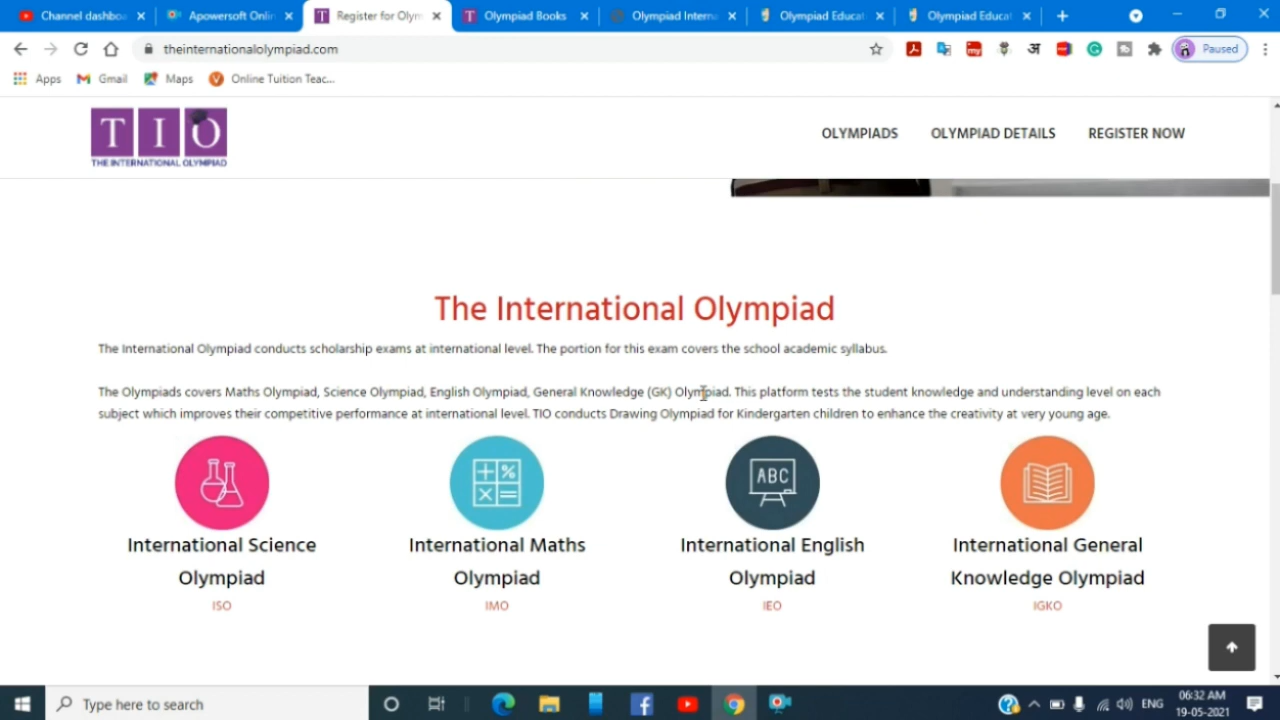 Channel dashboa
Apowersoft Onlin
Register for Olym
Olympiad Books
Olympiad Interna
Olympiad Educat
Olympiad Educat
theinternationalolympiad.com
Paused
Apps
Gmail
Maps
Online Tuition Teac...
T I O
THE INTERNATIONAL OLYMPIAD
OLYMPIADS
OLYMPIAD DETAILS
REGISTER NOW
The International Olympiad
The International Olympiad conducts scholarship exams at international level. The portion for this exam covers the school academic syllabus.
The Olympiads covers Maths Olympiad, Science Olympiad, English Olympiad, General Knowledge (GK) Olympiad. This platform tests the student knowledge and understanding level on each
subject which improves their competitive performance at international level. TIO conducts Drawing Olympiad for Kindergarten children to enhance the creativity at very young age.
ABC
International Science
Olympiad
ISO
International Maths
Olympiad
IMO
International English
Olympiad
IEO
International General
Knowledge Olympiad
IGKO
Type here to search
ENG
06:32 AM
19-05-2021